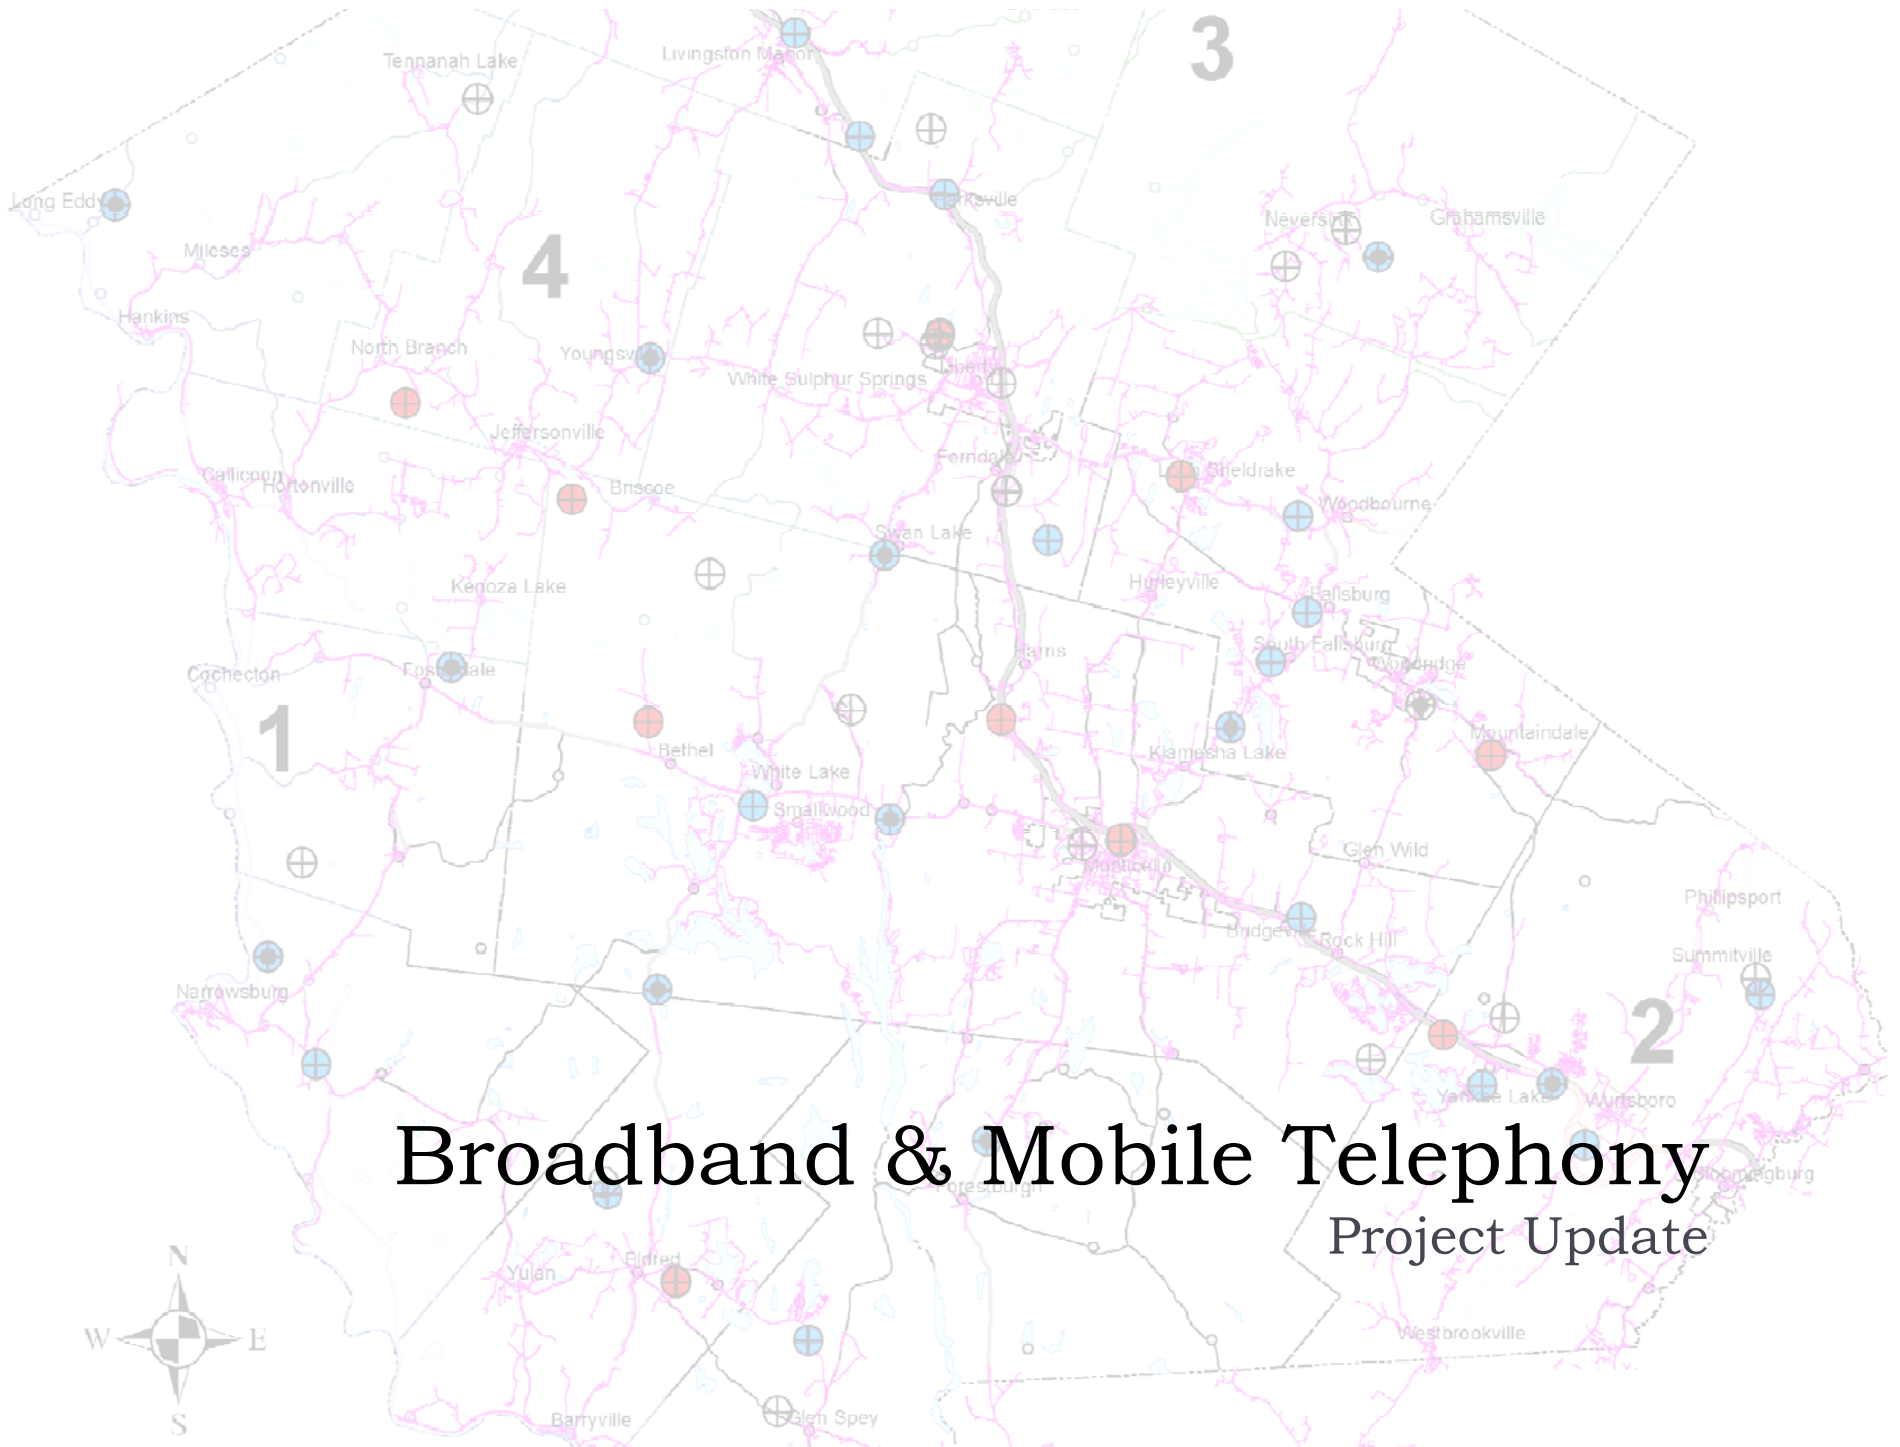 3
Livingston Manor
Tennanah Lake
Long Eddy
Neversink
Grahamsville
Mileses
4
Hankins
North Branch
Youngsville
White Sulphur Springs
Liberty
Jeffersonville
Ferndale
Loch Sheldrake
Callicoon
Hortonville
Briscoe
Woodbourne
Swan Lake
Hurleyville
Kenoza Lake
Fallsburg
South Fallsburg
Harris
Woodridge
Cochecton
Fosterdale
1
Mountaindale
Bethel
Kiamesha Lake
White Lake
Smallwood
Glen Wild
Monticello
Phillipsport
Bridgeville
Rock Hill
Summitville
Narrowsburg
2
Yankee Lake
Wurtsboro
Broadband & Mobile Telephony
Bloomingburg
Forestburgh
Project Update
N
Eldred
Yulan
W
E
Westbrookville
S
Barryville
Glen Spey